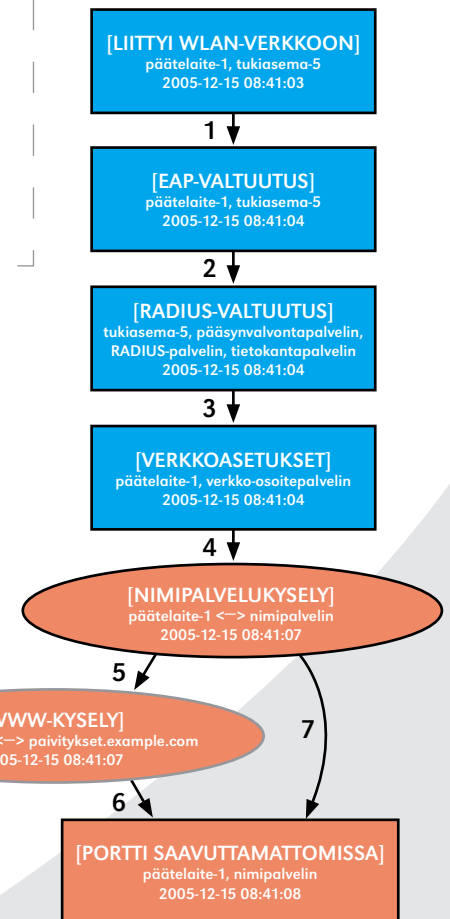 [LIITTYI WLAN-VERKKOON]
päätelaite-1, tukiasema-5
2005-12-15 08:41:03
1
[EAP-VALTUUTUS]
päätelaite-1, tukiasema-5
2005-12-15 08:41:04
2
[RADIUS-VALTUUTUS]
tukiasema-5, pääsynvalvontapalvelin,
RADIUS-palvelin, tietokantapalvelin
2005-12-15 08:41:04
3
[VERKKOASETUKSET]
päätelaite-1, verkko-osoitepalvelin
2005-12-15 08:41:04
4
[NIMIPALVELUKYSELY]
päätelaite-1 <—> nimipalvelin
2005-12-15 08:41:07
5
7
WWW-KYSELY]
<—> paivitykset.example.com
05-12-15 08:41:07
6
[PORTTI SAAVUTTAMATTOMISSA]
päätelaite-1, nimipalvelin
2005-12-15 08:41:08